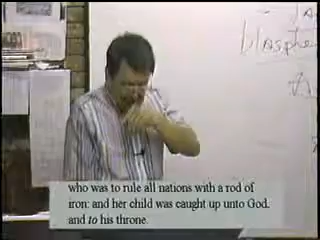 blasphe
who was to rule all nations with a rod of
iron: and her child was caught up unto God,
and to his throne.